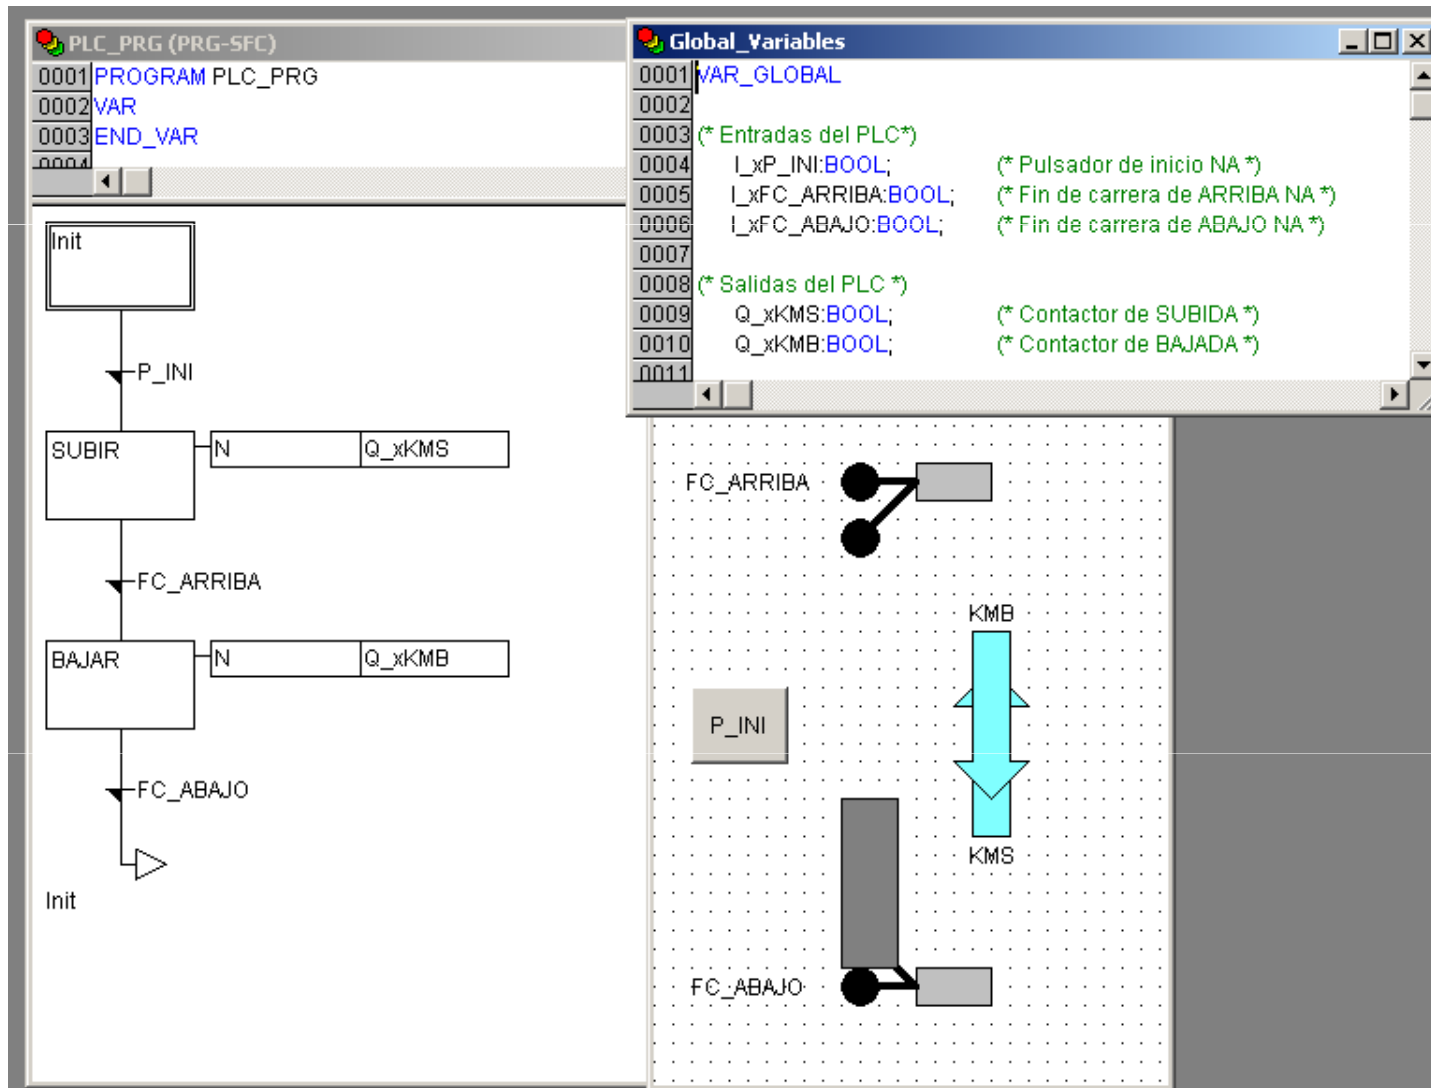 PLC_PRG (PRG-SFC)
0001 PROGRAM PLC_PRG
0002 VAR
0003 END_VAR
0004
Init
P_INI
SUBIR N Q_xKMS
FC_ARRIBA
BAJAR N Q_xKMB
FC_ABAJO
Init
Global_Variables
0001 VAR_GLOBAL
0002
0003 (* Entradas del PLC*)
0004 I_xP_INI:BOOL; (* Pulsador de inicio NA *)
0005 I_xFC_ARRIBA:BOOL; (* Fin de carrera de ARRIBA NA *)
0006 I_xFC_ABAJO:BOOL; (* Fin de carrera de ABAJO NA *)
0007
0008 (* Salidas del PLC *)
0009 Q_xKMS:BOOL; (* Contactor de SUBIDA *)
0010 Q_xKMB:BOOL; (* Contactor de BAJADA *)
0011
FC_ARRIBA
KMB
P_INI
KMS
FC_ABAJO